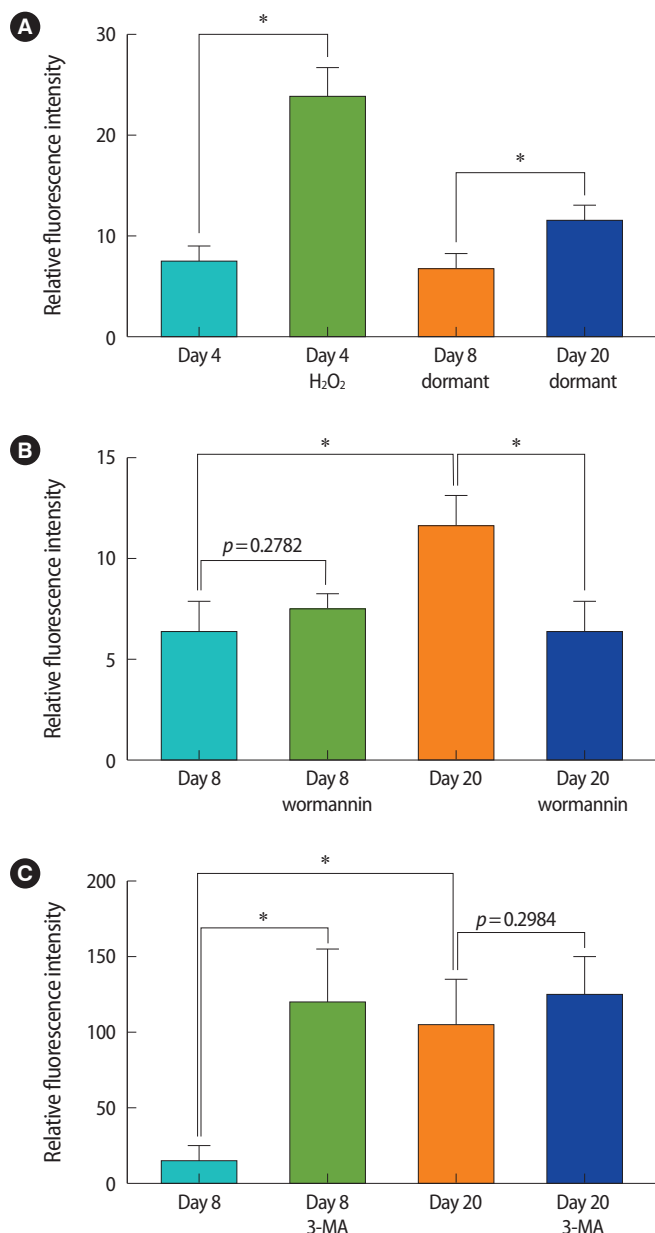 A
Relative fluorescence intensity
30
20
10
0
*
*
Day 4
Day 4
H₂O₂
Day 8
dormant
Day 20
dormant
B
Relative fluorescence intensity
15
10
5
0
*
*
p=0.2782
Day 8
Day 8
wormannin
Day 20
Day 20
wormannin
C
Relative fluorescence intensity
200
150
100
50
0
*
*
p=0.2984
Day 8
Day 8
3-MA
Day 20
Day 20
3-MA